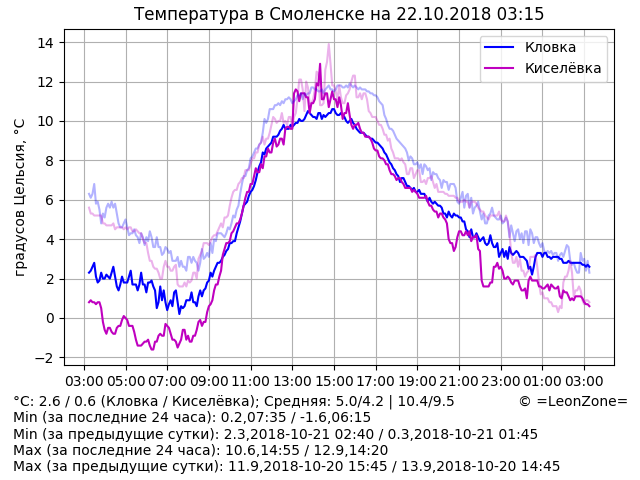 Температура в Смоленске на 22.10.2018 03:15
Кловка
Киселёвка
градусов Цельсия, °C
14
12
10
8
6
4
2
0
−2
03:00 05:00 07:00 09:00 11:00 13:00 15:00 17:00 19:00 21:00 23:00 01:00 03:00
°C: 2.6 / 0.6 (Кловка / Киселёвка); Средняя: 5.0/4.2 | 10.4/9.5 © =LeonZone=
Min (за последние 24 часа): 0.2,07:35 / -1.6,06:15
Min (за предыдущие сутки): 2.3,2018-10-21 02:40 / 0.3,2018-10-21 01:45
Max (за последние 24 часа): 10.6,14:55 / 12.9,14:20
Max (за предыдущие сутки): 11.9,2018-10-20 15:45 / 13.9,2018-10-20 14:45